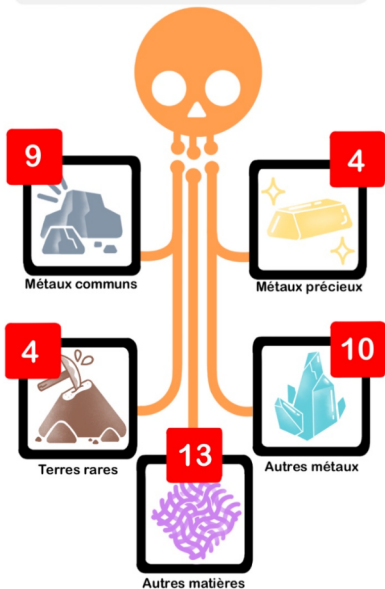 9
4
Métaux communs
Métaux précieux
4
10
Terres rares
Autres métaux
13
Autres matières